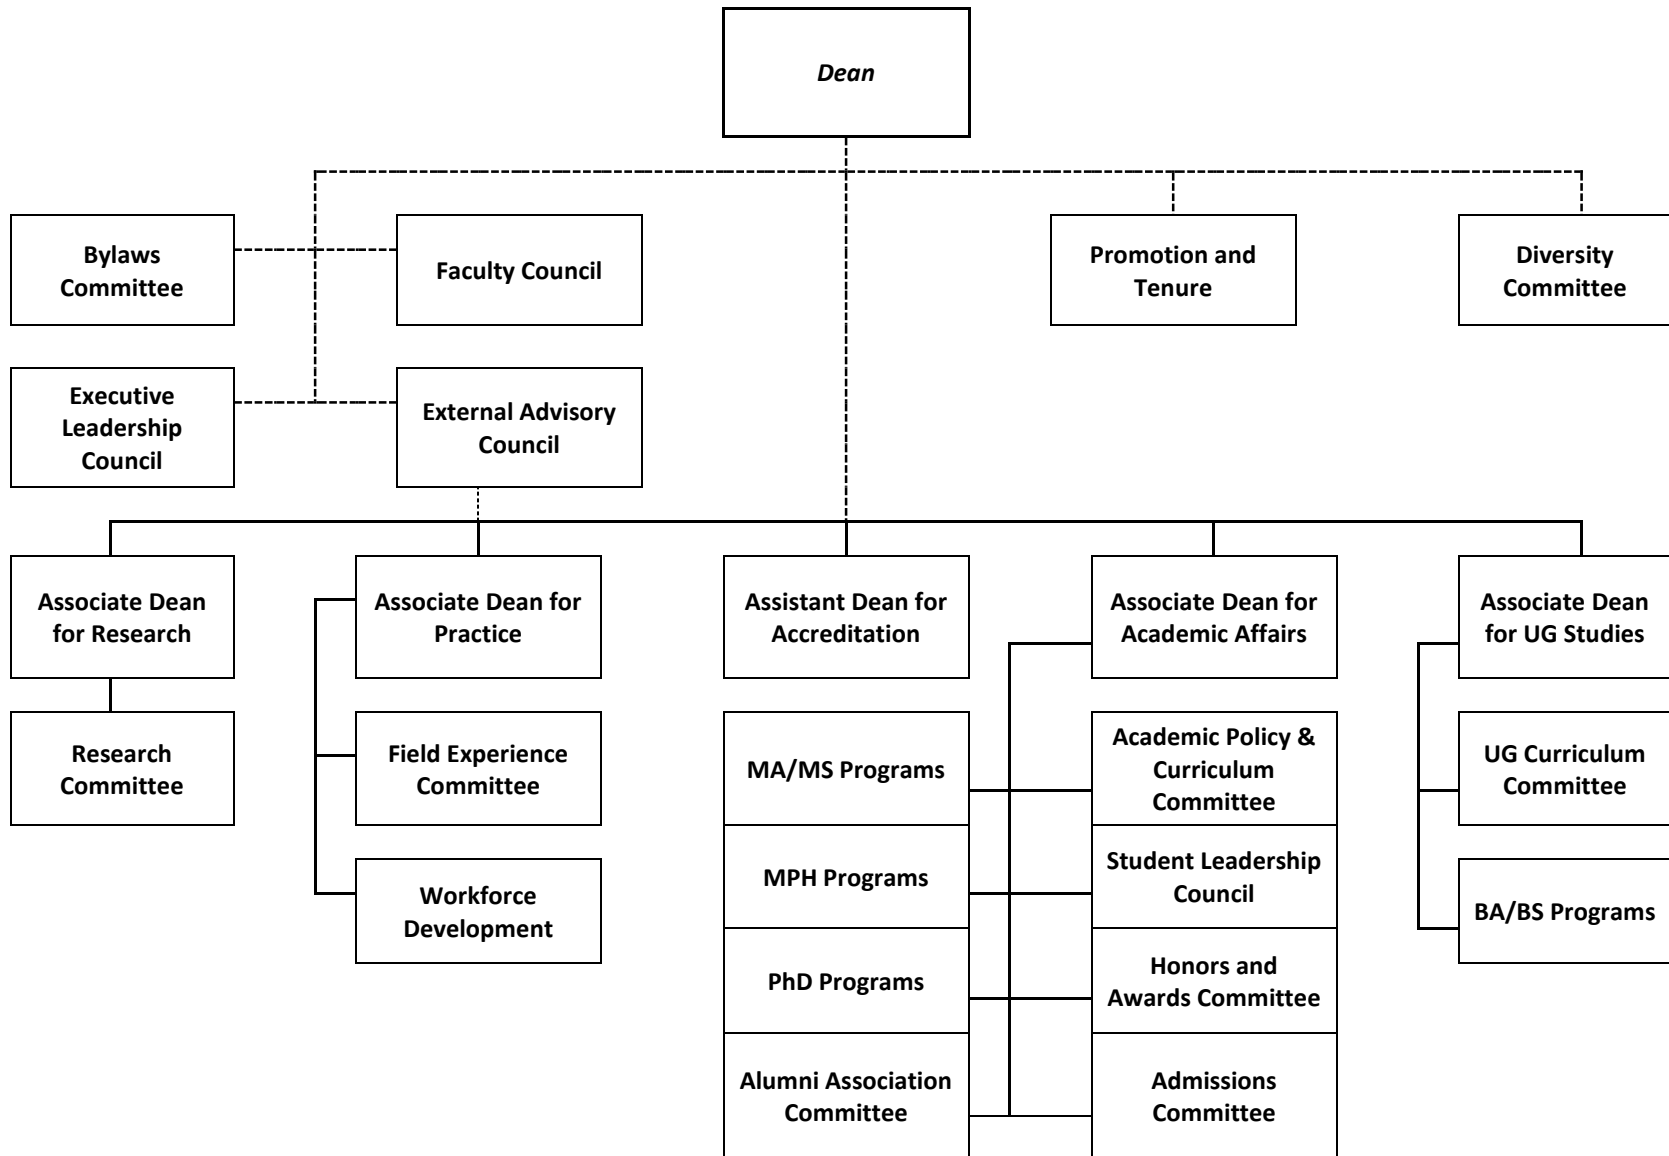 Dean
Bylaws
Committee
Faculty Council
Promotion and
Tenure
Diversity
Committee
Executive
Leadership
Council
External Advisory
Council
Associate Dean
for Research
Associate Dean for
Practice
Assistant Dean for
Accreditation
Associate Dean for
Academic Affairs
Associate Dean
for UG Studies
Research
Committee
Field Experience
Committee
MA/MS Programs
Academic Policy &
Curriculum
Committee
UG Curriculum
Committee
Workforce
Development
MPH Programs
Student Leadership
Council
BA/BS Programs
PhD Programs
Honors and
Awards Committee
Alumni Association
Committee
Admissions
Committee